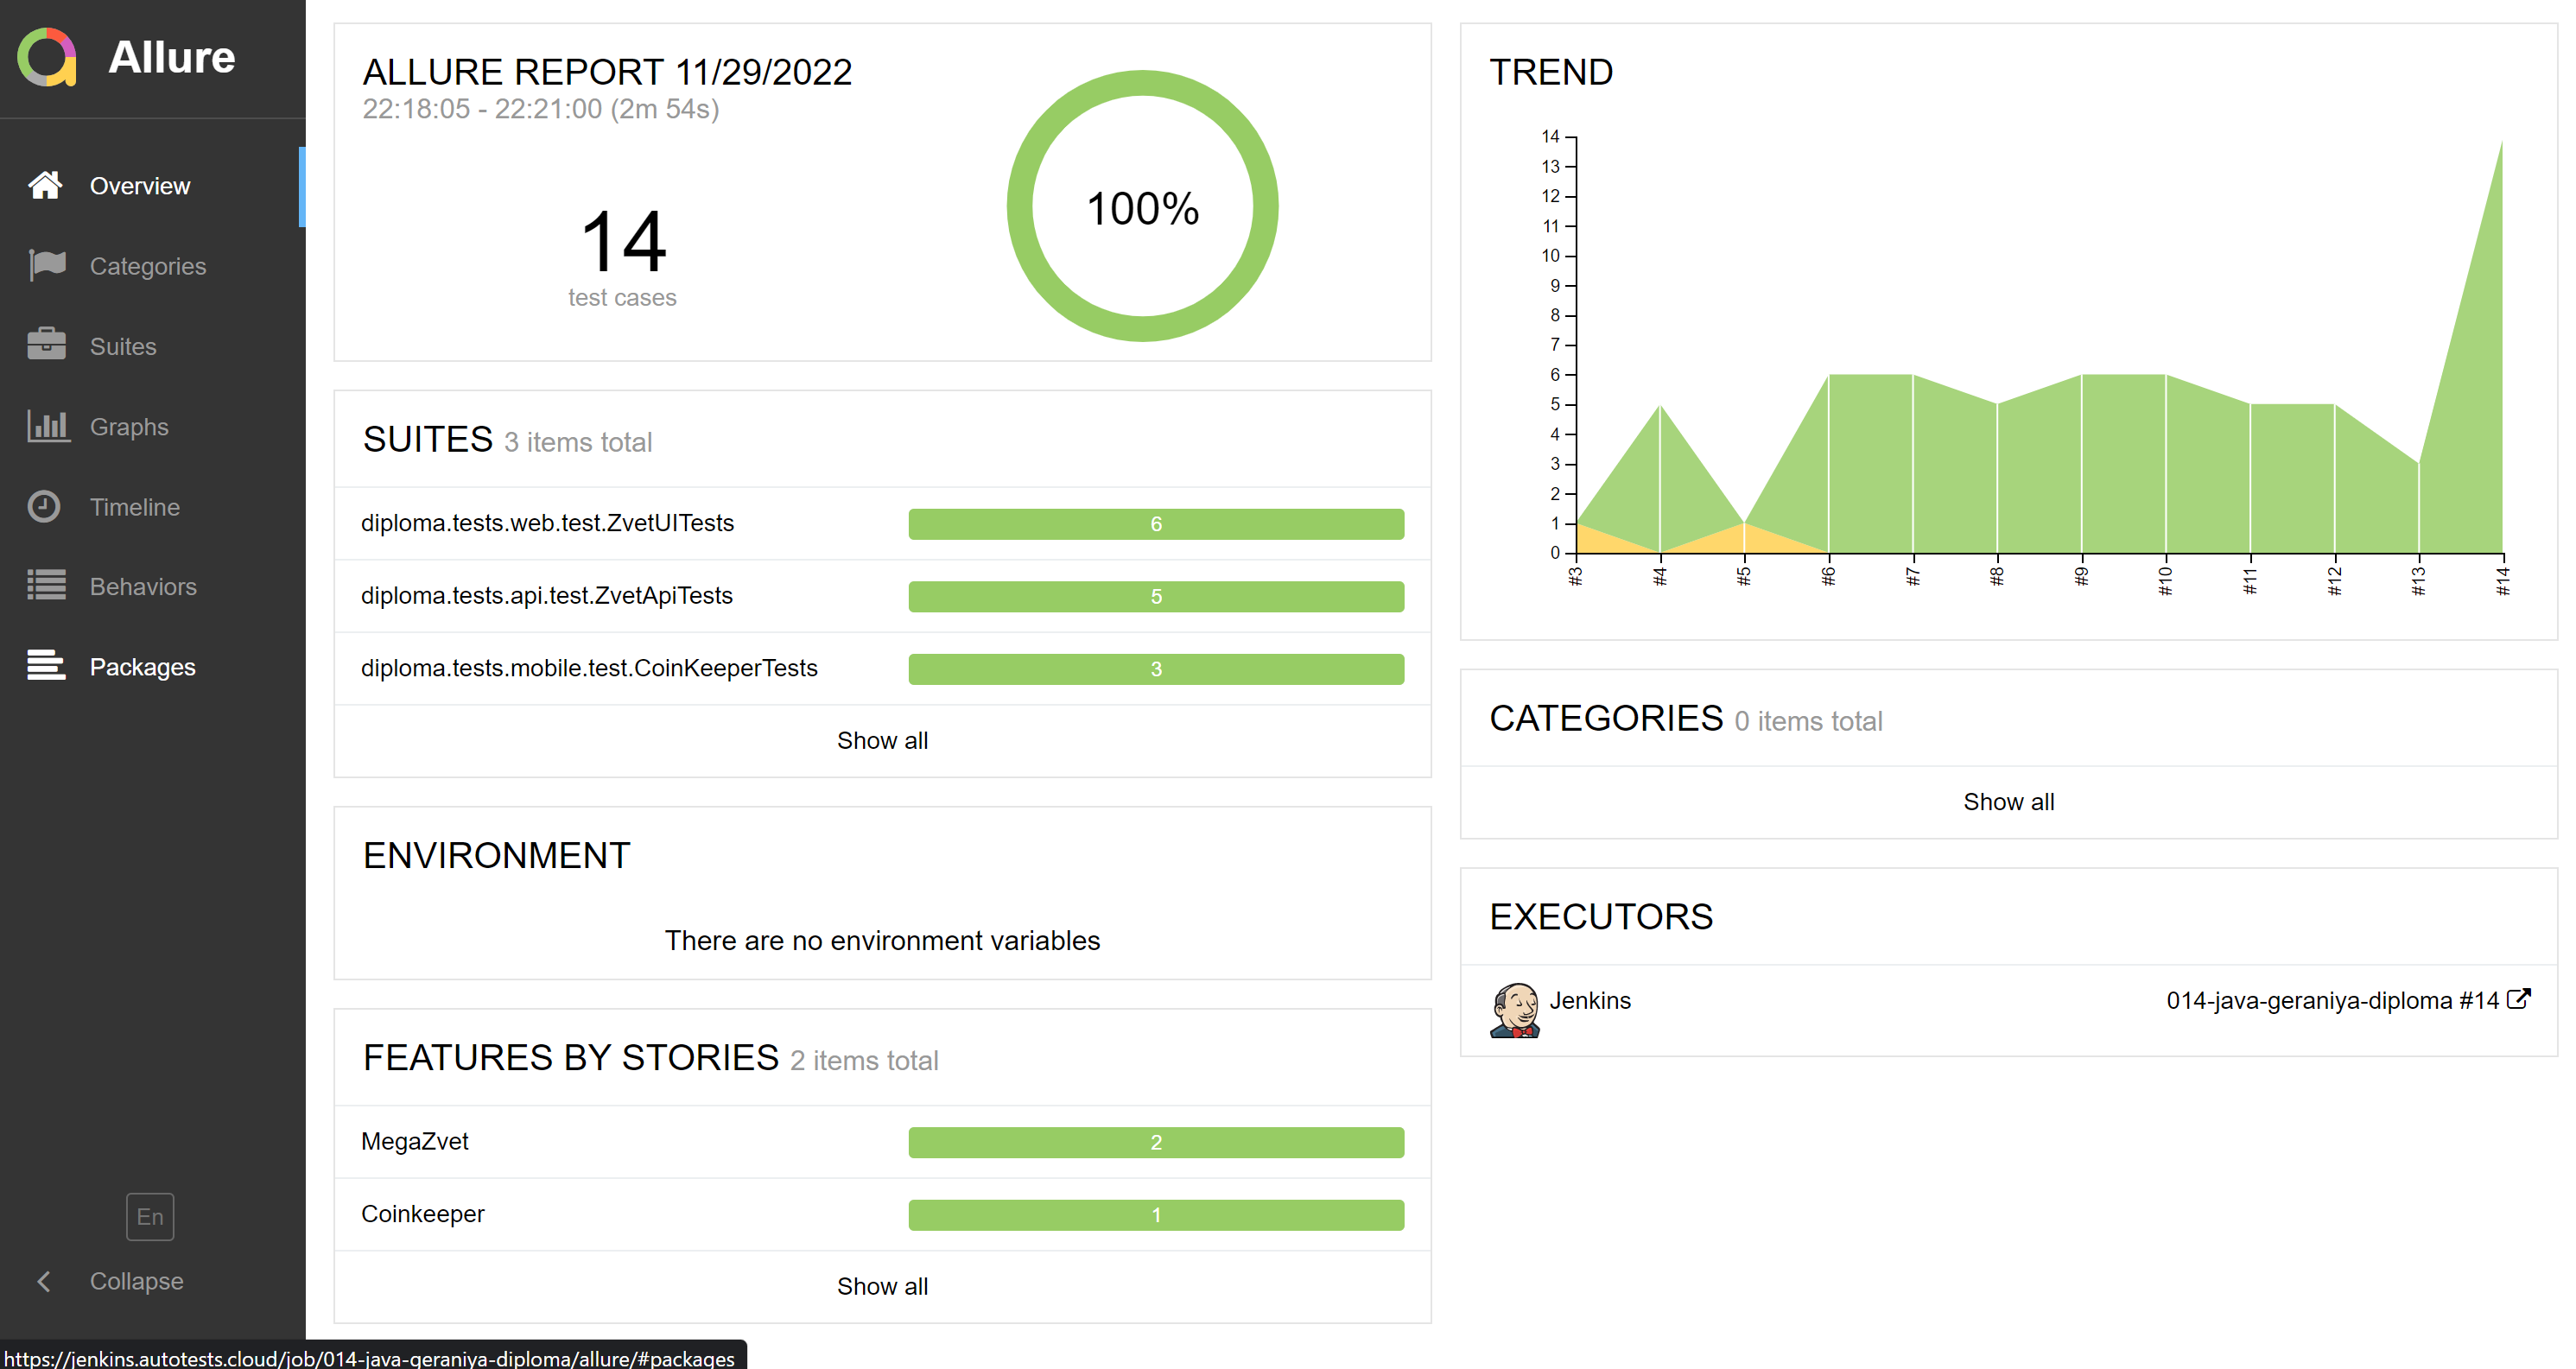 Allure
Overview
Categories
Suites
Graphs
Timeline
Behaviors
Packages
En
Collapse
ALLURE REPORT 11/29/2022
22:18:05 - 22:21:00 (2m 54s)
14
test cases
100%
SUITES 3 items total
diploma.tests.web.test.ZvetUITests 6
diploma.tests.api.test.ZvetApiTests 5
diploma.tests.mobile.test.CoinKeeperTests 3
Show all
ENVIRONMENT
There are no environment variables
FEATURES BY STORIES 2 items total
MegaZvet 2
Coinkeeper 1
Show all
TREND
14
13
12
11
10
9
8
7
6
5
4
3
2
1
0
#3 #4 #5 #6 #7 #8 #9 #10 #11 #12 #13 #14
CATEGORIES 0 items total
Show all
EXECUTORS
Jenkins 014-java-geraniya-diploma #14
https://jenkins.autotests.cloud/job/014-java-geraniya-diploma/allure/#packages